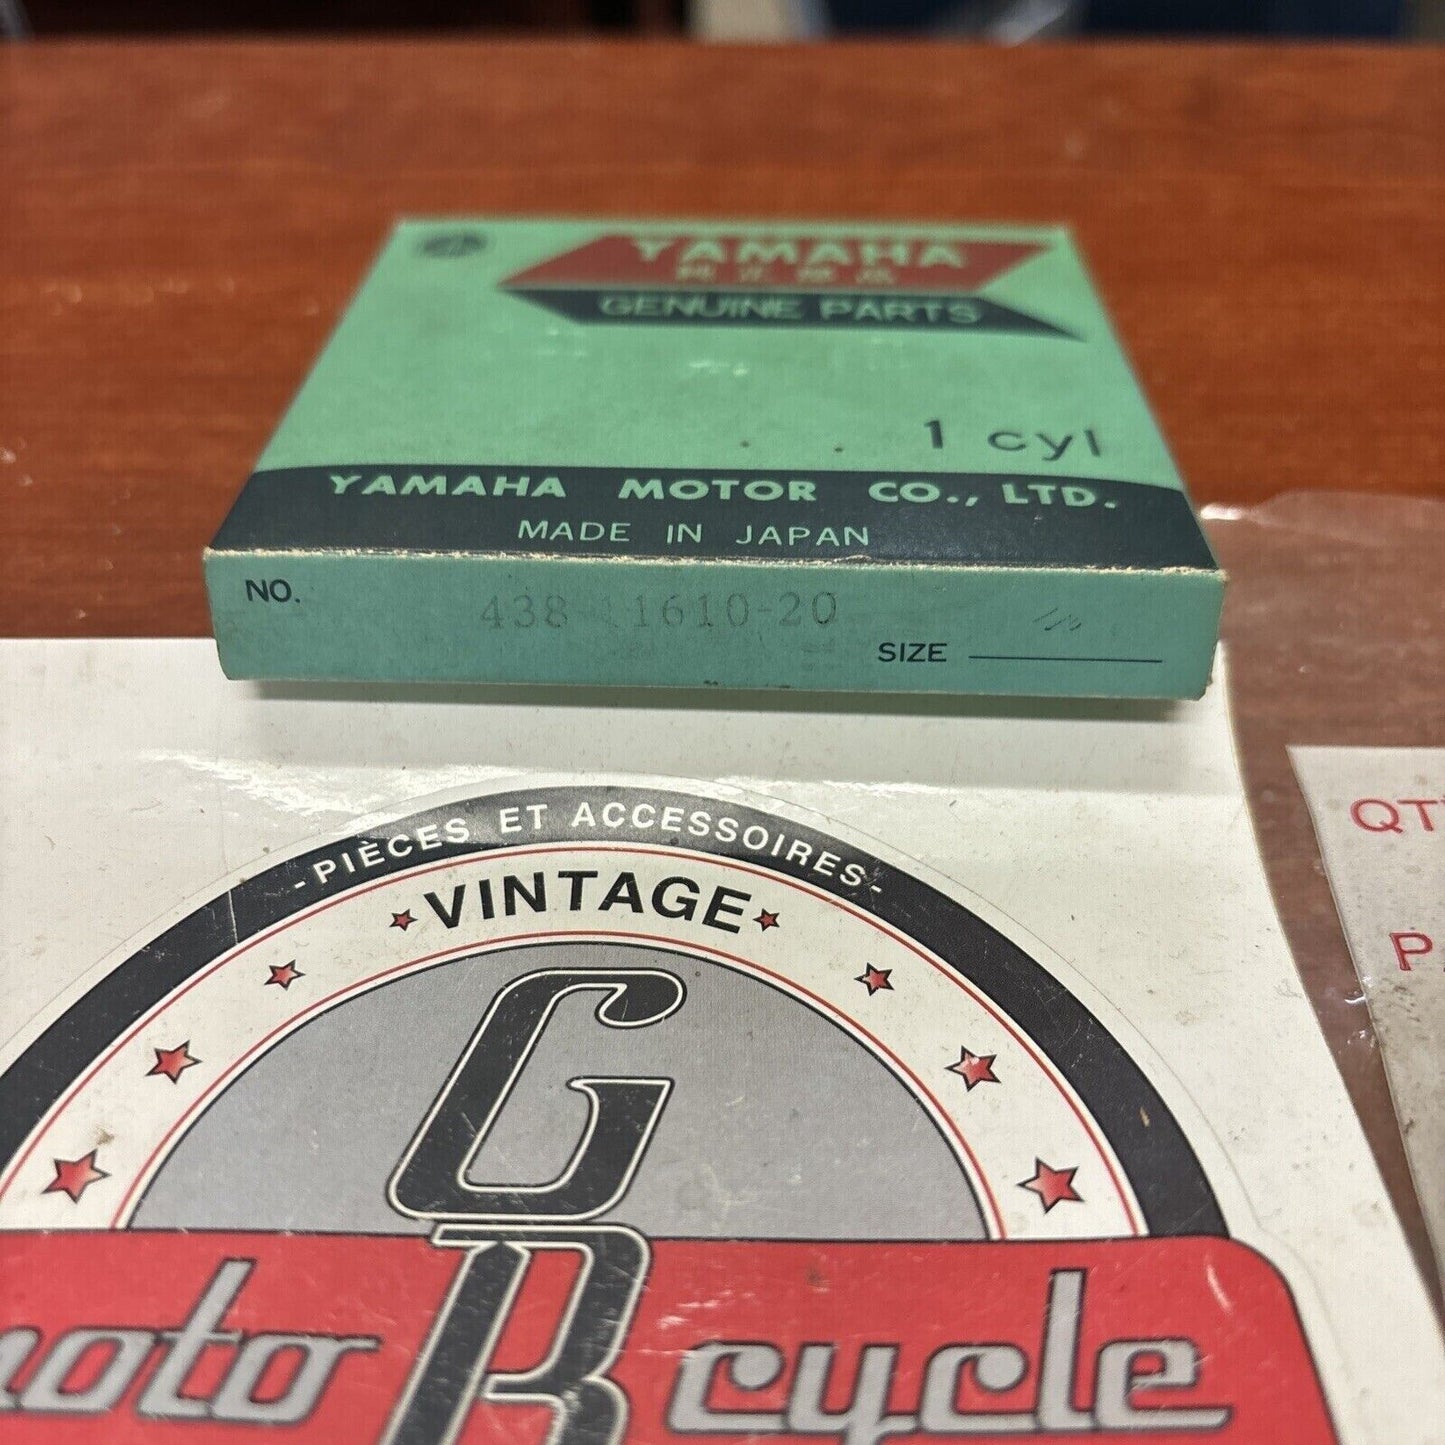 YAMAHA
GENUINE PARTS
1 cyl
YAMAHA MOTOR CO., LTD.
MADE IN JAPAN
NO. 438-11610-20
SIZE
- PIÈCES ET ACCESSOIRES -
VINTAGE
QT
P
G
B
moto cycle